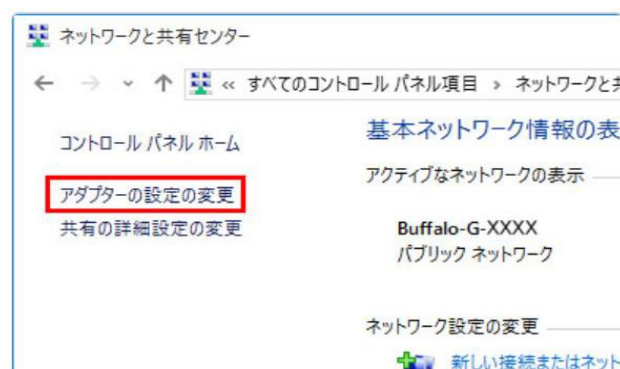 ネットワークと共有センター
« すべてのコントロール パネル項目 › ネットワークと
コントロール パネル ホーム
アダプターの設定の変更
共有の詳細設定の変更
基本ネットワーク情報の表
アクティブなネットワークの表示
Buffalo-G-XXXX
パブリック ネットワーク
ネットワーク設定の変更
新しい接続またはネット